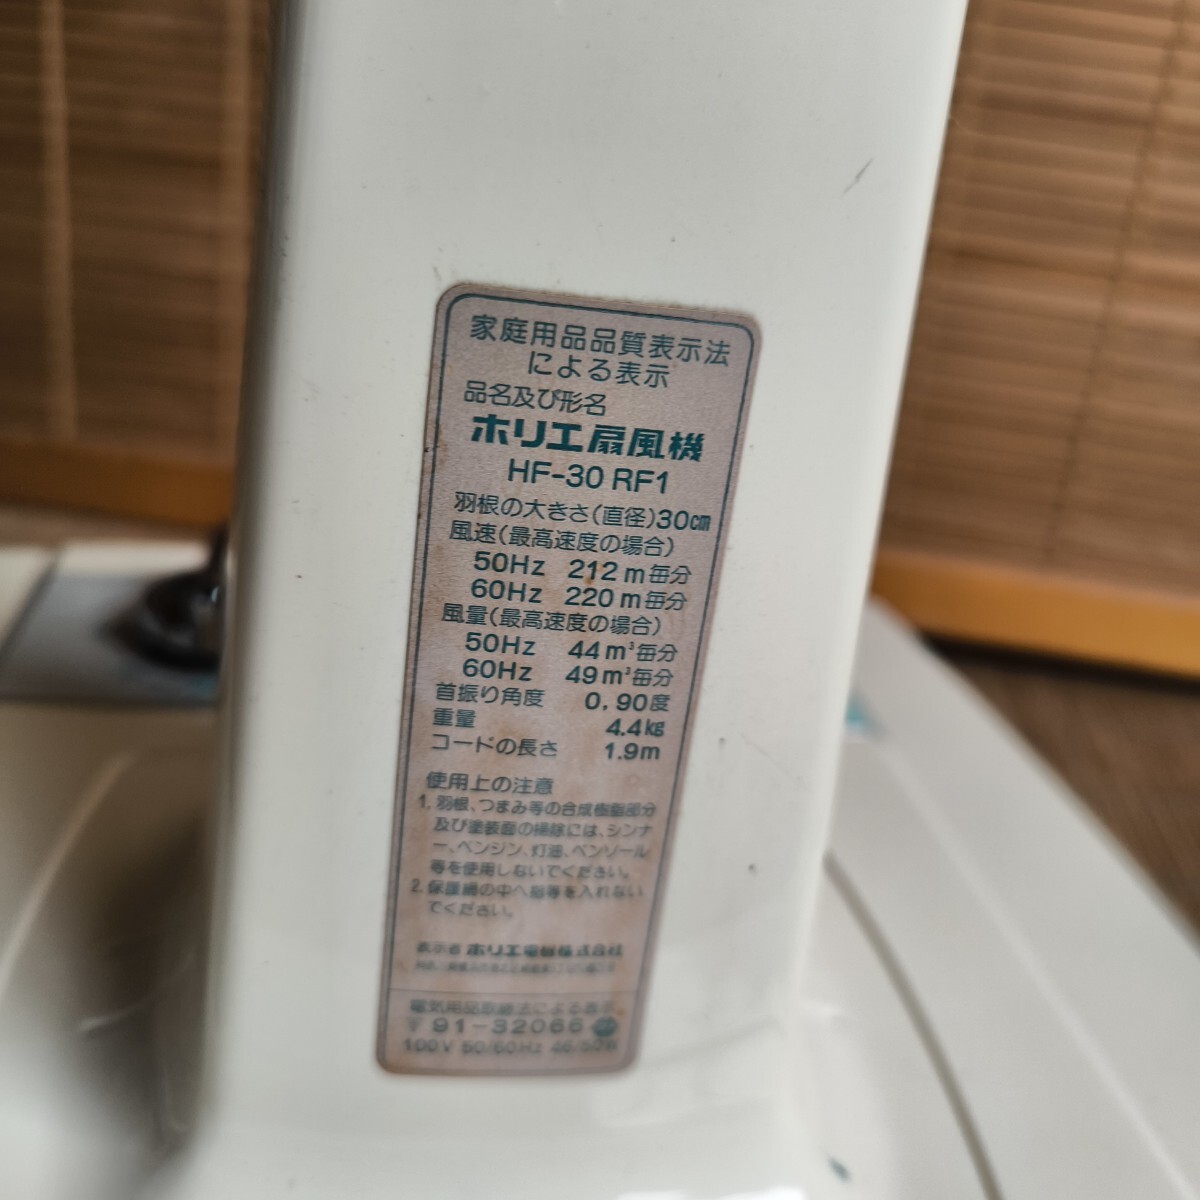 家庭用品品質表示法
による表示
品名及び形名
ホリエ扇風機
HF-30 RF1
羽根の大きさ(直径)30cm
風速(最高速度の場合)
50Hz 212m毎分
60Hz 220m毎分
風量(最高速度の場合)
50Hz 44m³毎分
60Hz 49m³毎分
首振り角度 0,90度
重量 4.4kg
コードの長さ 1.9m
使用上の注意
1. 羽根、つまみ等の合成樹脂部分
及び塗装面の掃除には、シンナ
ー、ベンジン、灯油、ベンゾール
等を使用しないでください。
2. 保護網の中へ指等を入れない
でください。
表示者 ホリエ電機株式会社
電気用品取締法による表示
〒91-32066
100V 50/60Hz 46/50W